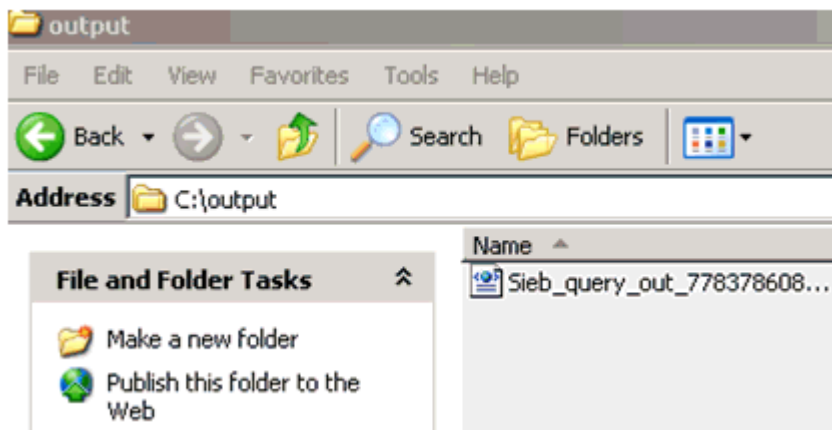 output
File Edit View Favorites Tools Help
Back Search Folders
Address C:\output
Name
Sieb_query_out_778378608...
File and Folder Tasks
Make a new folder
Publish this folder to the
Web